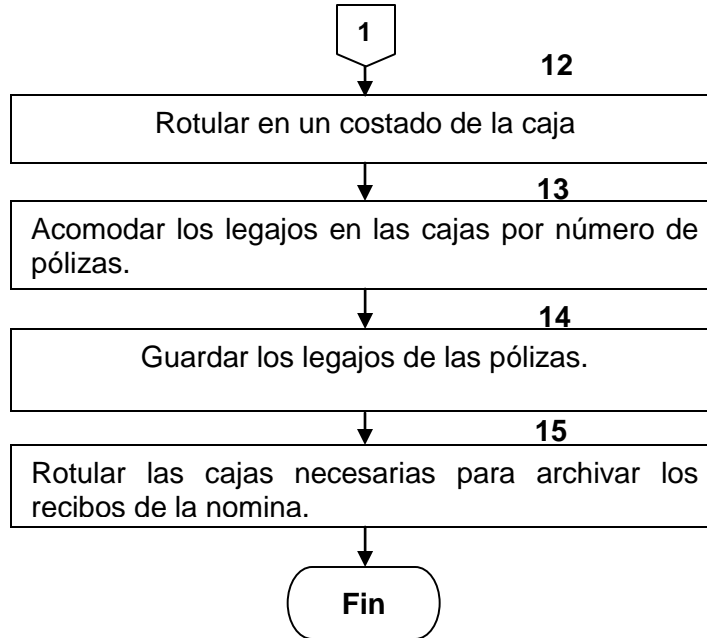 1
12
Rotular en un costado de la caja
13
Acomodar los legajos en las cajas por número de
pólizas.
14
Guardar los legajos de las pólizas.
15
Rotular las cajas necesarias para archivar los
recibos de la nomina.
Fin